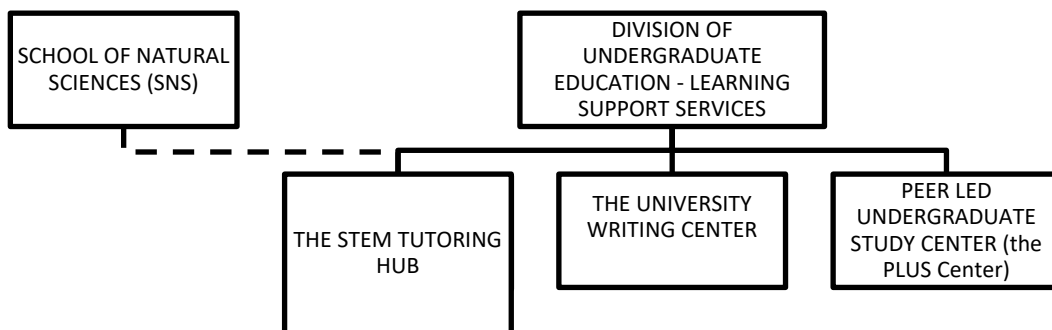 SCHOOL OF NATURAL
SCIENCES (SNS)
DIVISION OF
UNDERGRADUATE
EDUCATION - LEARNING
SUPPORT SERVICES
THE STEM TUTORING
HUB
THE UNIVERSITY
WRITING CENTER
PEER LED
UNDERGRADUATE
STUDY CENTER (the
PLUS Center)